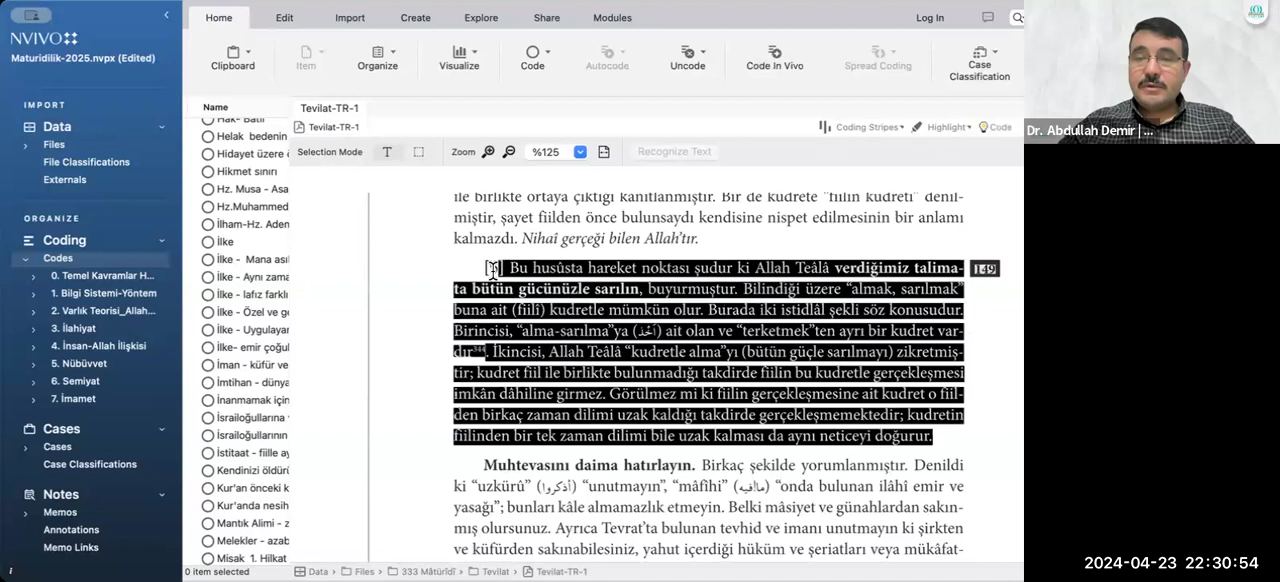 NVIVO
Maturidilik-2025.nvpx (Edited)
IMPORT
Data
Files
File Classifications
Externals
ORGANIZE
Coding
Codes
0. Temel Kavramlar H...
1. Bilgi Sistemi-Yöntem
2. Varlık Teorisi_Allah...
3. İlahiyat
4. İnsan-Allah İlişkisi
5. Nübüvvet
6. Semiyat
7. İmamet
Cases
Cases
Case Classifications
Notes
Memos
Annotations
Memo Links
Home Edit Import Create Explore Share Modules Log In
Clipboard Item Organize Visualize Code Autocode Uncode Code In Vivo Spread Coding Case Classification
Name
Hak- Batıl
Helak bedenin
Hidayet üzere
Hikmet sınırı
Hz. Musa - Asa
Hz.Muhammed
İlham-Hz. Adem
İlke
İlke - Mana ası
İlke - Aynı zama
İlke - lafız farklı
İlke - Özel ve ge
İlke - Uygulayan
İlke- emir çoğul
İman - küfür ve
İmtihan - dünya
İnanmamak için
İsrailoğullarına
İsrailoğullarının
İstitaat - fiille ay
Kendinizi öldürü
Kur'an önceki k
Kur'anda nesih
Mantık Alimi - z
Melekler - azab
Misak 1. Hilkat
0 item selected
Tevilat-TR-1
Tevilat-TR-1
Coding Stripes Highlight Code
Selection Mode T Zoom %125 Recognize Text
ile birlikte ortaya çıktığı kanıtlanmıştır. Bir de kudrete "fiilin kudreti" denil-
miştir, şayet fiilden önce bulunsaydı kendisine nispet edilmesinin bir anlamı
kalmazdı. Nihaî gerçeği bilen Allah'tır.
Bu husûsta hareket noktası şudur ki Allah Teâlâ verdiğimiz talima-
149
ta bütün gücünüzle sarılın, buyurmuştur. Bilindiği üzere "almak, sarılmak"
buna ait (fiilî) kudretle mümkün olur. Burada iki istidlâl şekli söz konusudur.
Birincisi, "alma-sarılma"ya (الأخذ) ait olan ve "terketmek"ten ayrı bir kudret var-
dır. İkincisi, Allah Teâlâ "kudretle alma"yı (bütün güçle sarılmayı) zikretmiş-
tir; kudret fiil ile birlikte bulunmadığı takdirde fiilin bu kudretle gerçekleşmesi
imkân dâhiline girmez. Görülmez mi ki fiilin gerçekleşmesine ait kudret o fiil-
den birkaç zaman dilimi uzak kaldığı takdirde gerçekleşmemektedir; kudretin
fiilinden bir tek zaman dilimi bile uzak kalması da aynı neticeyi doğurur.
Muhtevasını daima hatırlayın. Birkaç şekilde yorumlanmıştır. Denildi
ki "uzkürû" (اذكروا) "unutmayın", "mâfîhi" (ما فيه) "onda bulunan ilâhî emir ve
yasağı"; bunları kâle almamazlık etmeyin. Belki mâsiyet ve günahlardan sakın-
mış olursunuz. Ayrıca Tevrat'ta bulunan tevhid ve imanı unutmayın ki şirkten
ve küfürden sakınabilesiniz, yahut içerdiği hüküm ve şeriatları veya mükâfat-
Data Files 333 Mâtürîdî Tevilat Tevilat-TR-1
Dr. Abdullah Demir | ...
2024-04-23 22:30:54